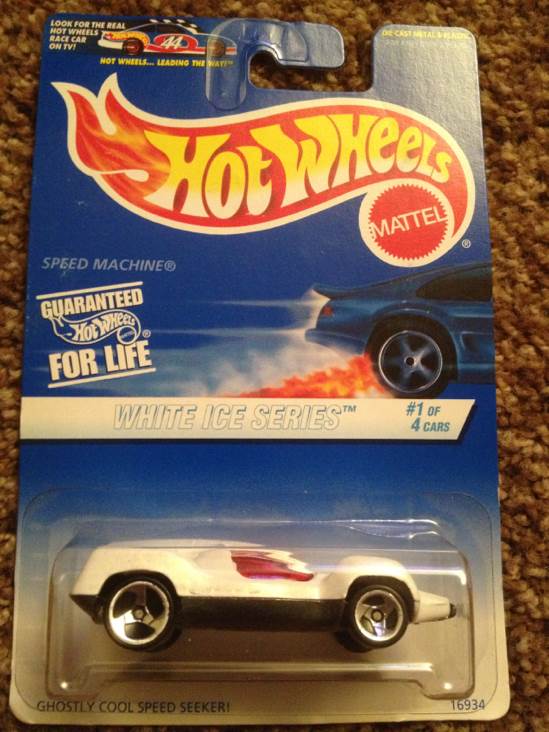 LOOK FOR THE REAL
HOT WHEELS
RACE CAR
ON TV!
44
HOT WHEELS... LEADING THE WAY!™
DIE-CAST METAL & PLASTIC
HOT WHEELS
MATTEL
®
SPEED MACHINE®
GUARANTEED
HOT WHEELS®
FOR LIFE
WHITE ICE SERIES™
#1 OF
4 CARS
GHOSTLY COOL SPEED SEEKER!
16934